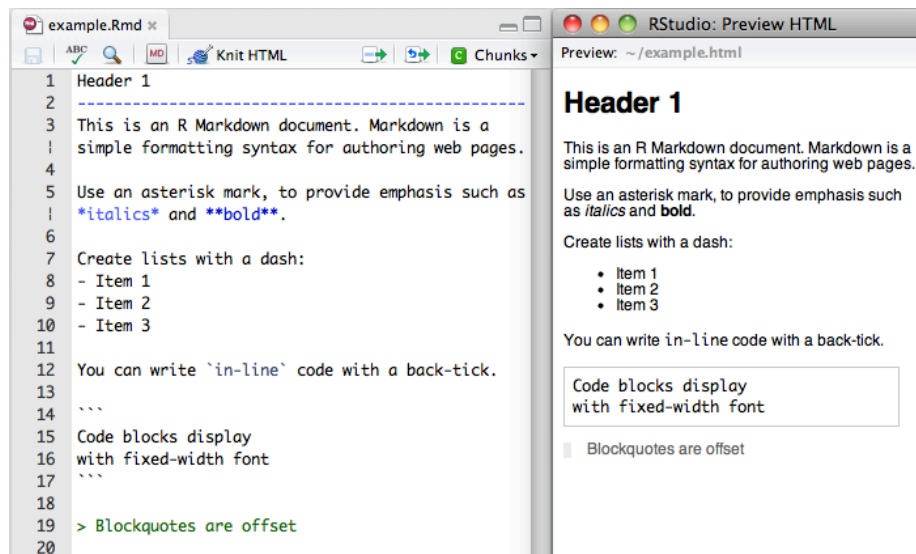 example.Rmd ×
ABC MD Knit HTML C Chunks
1 Header 1
2 -------------------------------------------------
3 This is an R Markdown document. Markdown is a
simple formatting syntax for authoring web pages.
4
5 Use an asterisk mark, to provide emphasis such as
*italics* and **bold**.
6
7 Create lists with a dash:
8 - Item 1
9 - Item 2
10 - Item 3
11
12 You can write `in-line` code with a back-tick.
13
14 ```
15 Code blocks display
16 with fixed-width font
17 ```
18
19 > Blockquotes are offset
20
RStudio: Preview HTML
Preview: ~/example.html
Header 1
This is an R Markdown document. Markdown is a
simple formatting syntax for authoring web pages.
Use an asterisk mark, to provide emphasis such
as italics and bold.
Create lists with a dash:
• Item 1
• Item 2
• Item 3
You can write in-line code with a back-tick.
Code blocks display
with fixed-width font
Blockquotes are offset